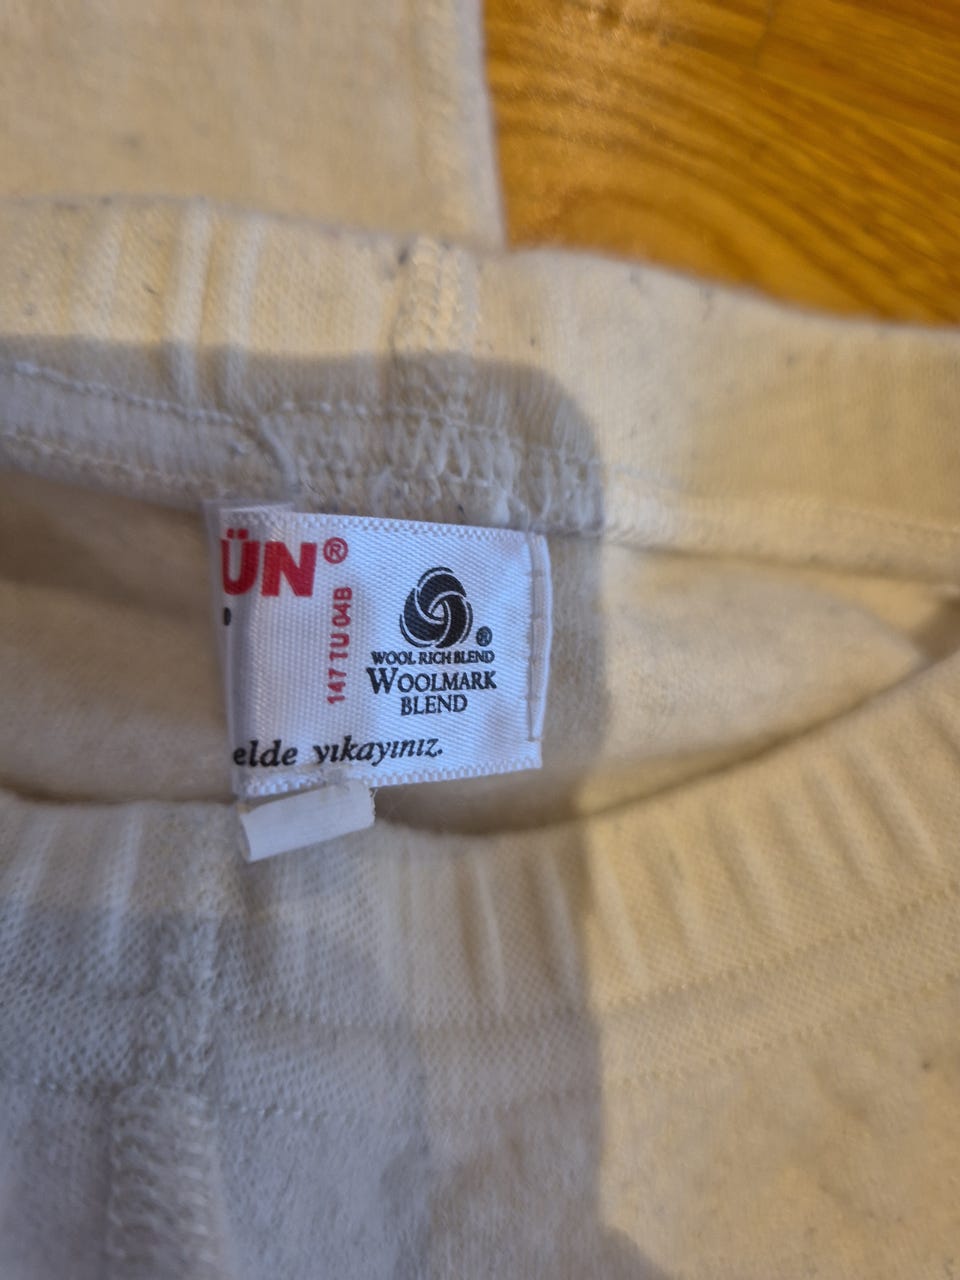 ÜN®
147 TU 04B
®
WOOL RICH BLEND
WOOLMARK
BLEND
elde yıkayınız.